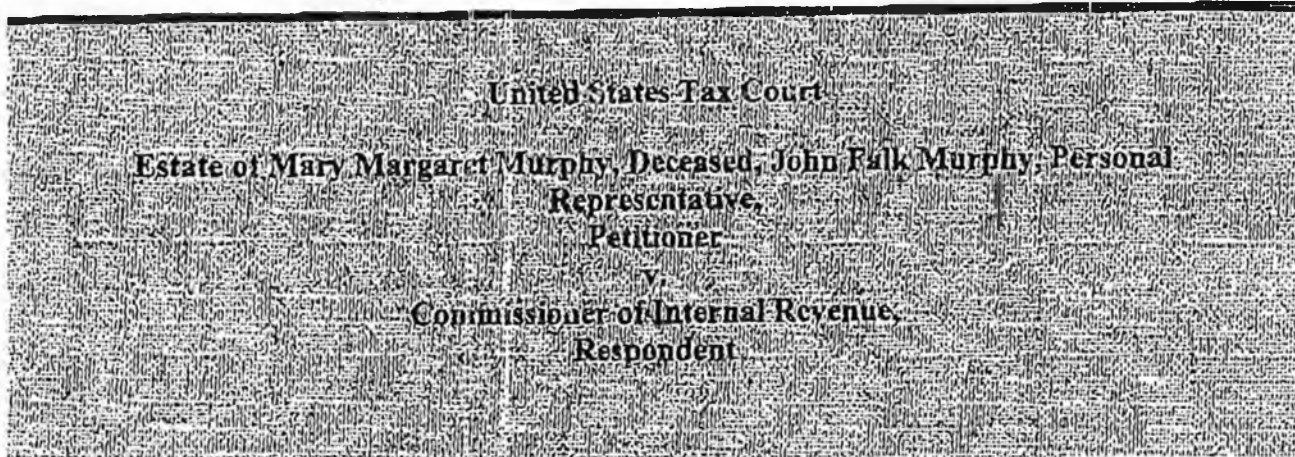 United States Tax Court
Estate of Mary Margaret Murphy, Deceased, John Falk Murphy, Personal
Representative,
Petitioner
v.
Commissioner of Internal Revenue,
Respondent